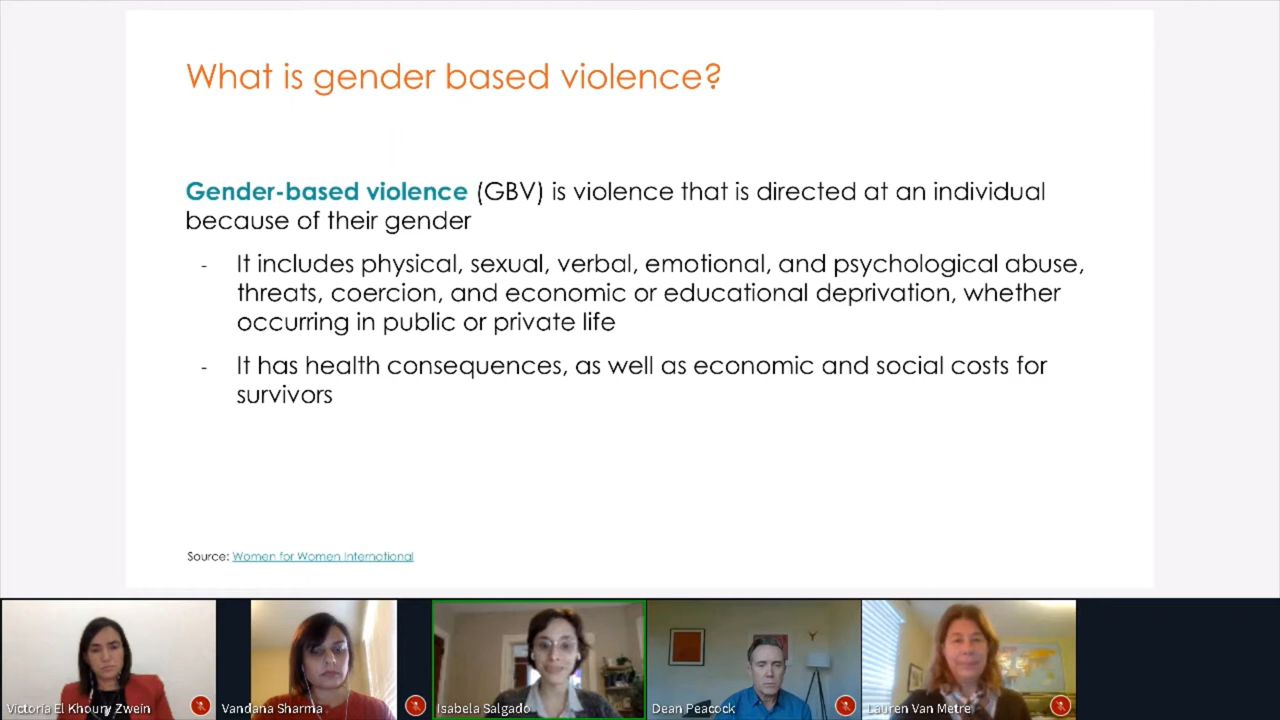 What is gender based violence?
Gender-based violence (GBV) is violence that is directed at an individual
because of their gender
- It includes physical, sexual, verbal, emotional, and psychological abuse,
threats, coercion, and economic or educational deprivation, whether
occurring in public or private life
- It has health consequences, as well as economic and social costs for
survivors
Source: Women for Women International
Victoria El Khoury Zwein
Vandana Sharma
Isabela Salgado
Dean Peacock
Lauren Van Metre